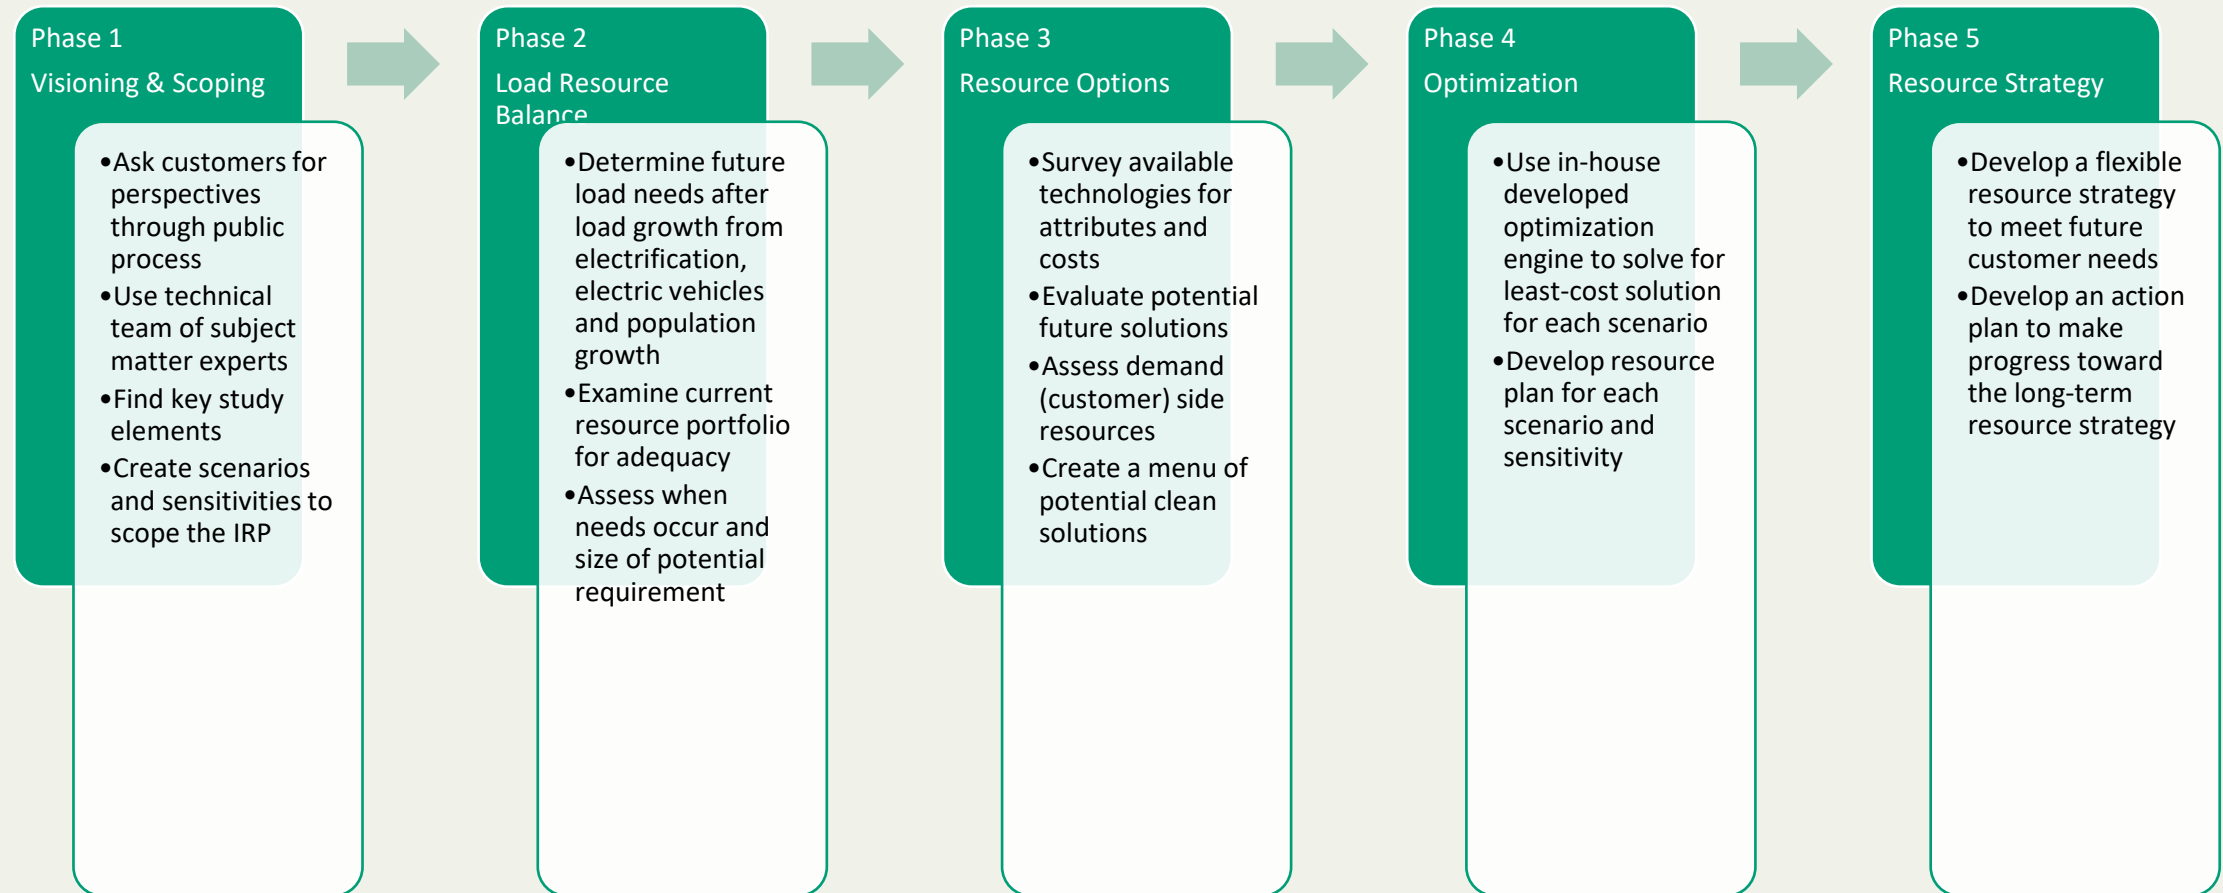 Phase 1
Visioning & Scoping
•Ask customers for
perspectives
through public
process
•Use technical
team of subject
matter experts
•Find key study
elements
•Create scenarios
and sensitivities to
scope the IRP
Phase 2
Load Resource
Balance
•Determine future
load needs after
load growth from
electrification,
electric vehicles
and population
growth
•Examine current
resource portfolio
for adequacy
•Assess when
needs occur and
size of potential
requirement
Phase 3
Resource Options
•Survey available
technologies for
attributes and
costs
•Evaluate potential
future solutions
•Assess demand
(customer) side
resources
•Create a menu of
potential clean
solutions
Phase 4
Optimization
•Use in-house
developed
optimization
engine to solve for
least-cost solution
for each scenario
•Develop resource
plan for each
scenario and
sensitivity
Phase 5
Resource Strategy
•Develop a flexible
resource strategy
to meet future
customer needs
•Develop an action
plan to make
progress toward
the long-term
resource strategy